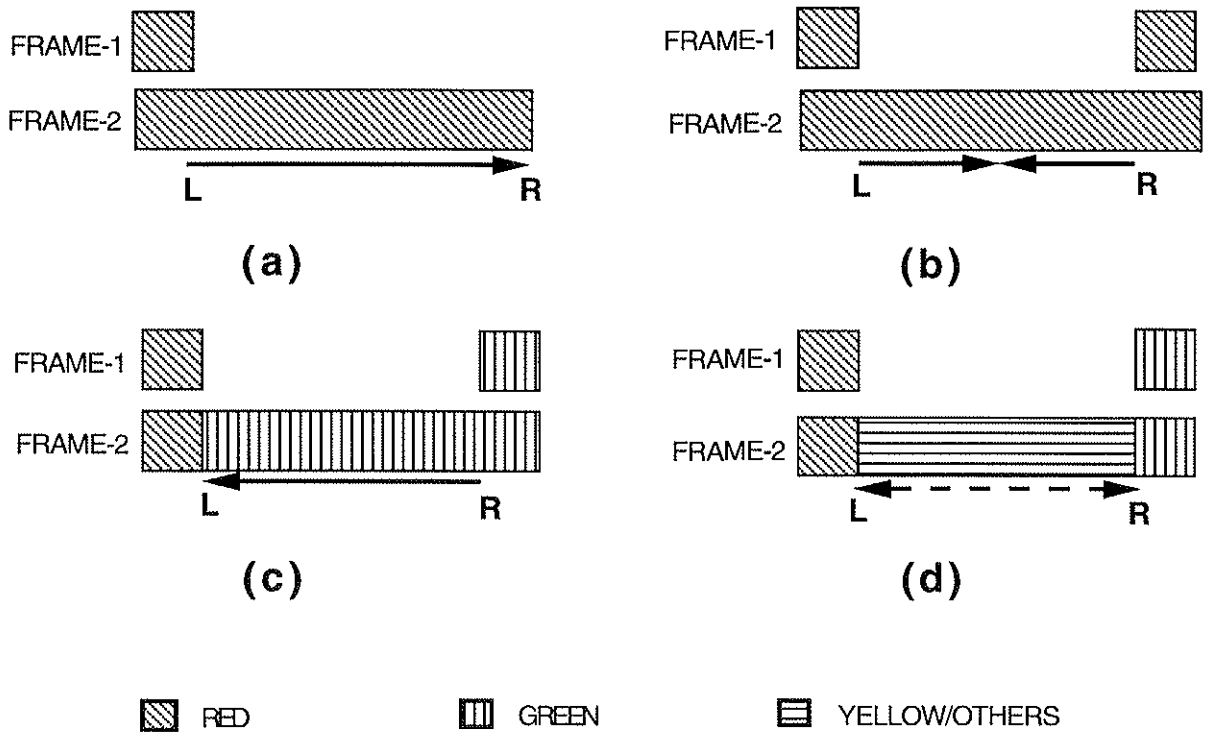 FRAME-1
FRAME-2
L R
(a)
FRAME-1
FRAME-2
L R
(b)
FRAME-1
FRAME-2
L R
(c)
FRAME-1
FRAME-2
L R
(d)
RED GREEN YELLOW/OTHERS